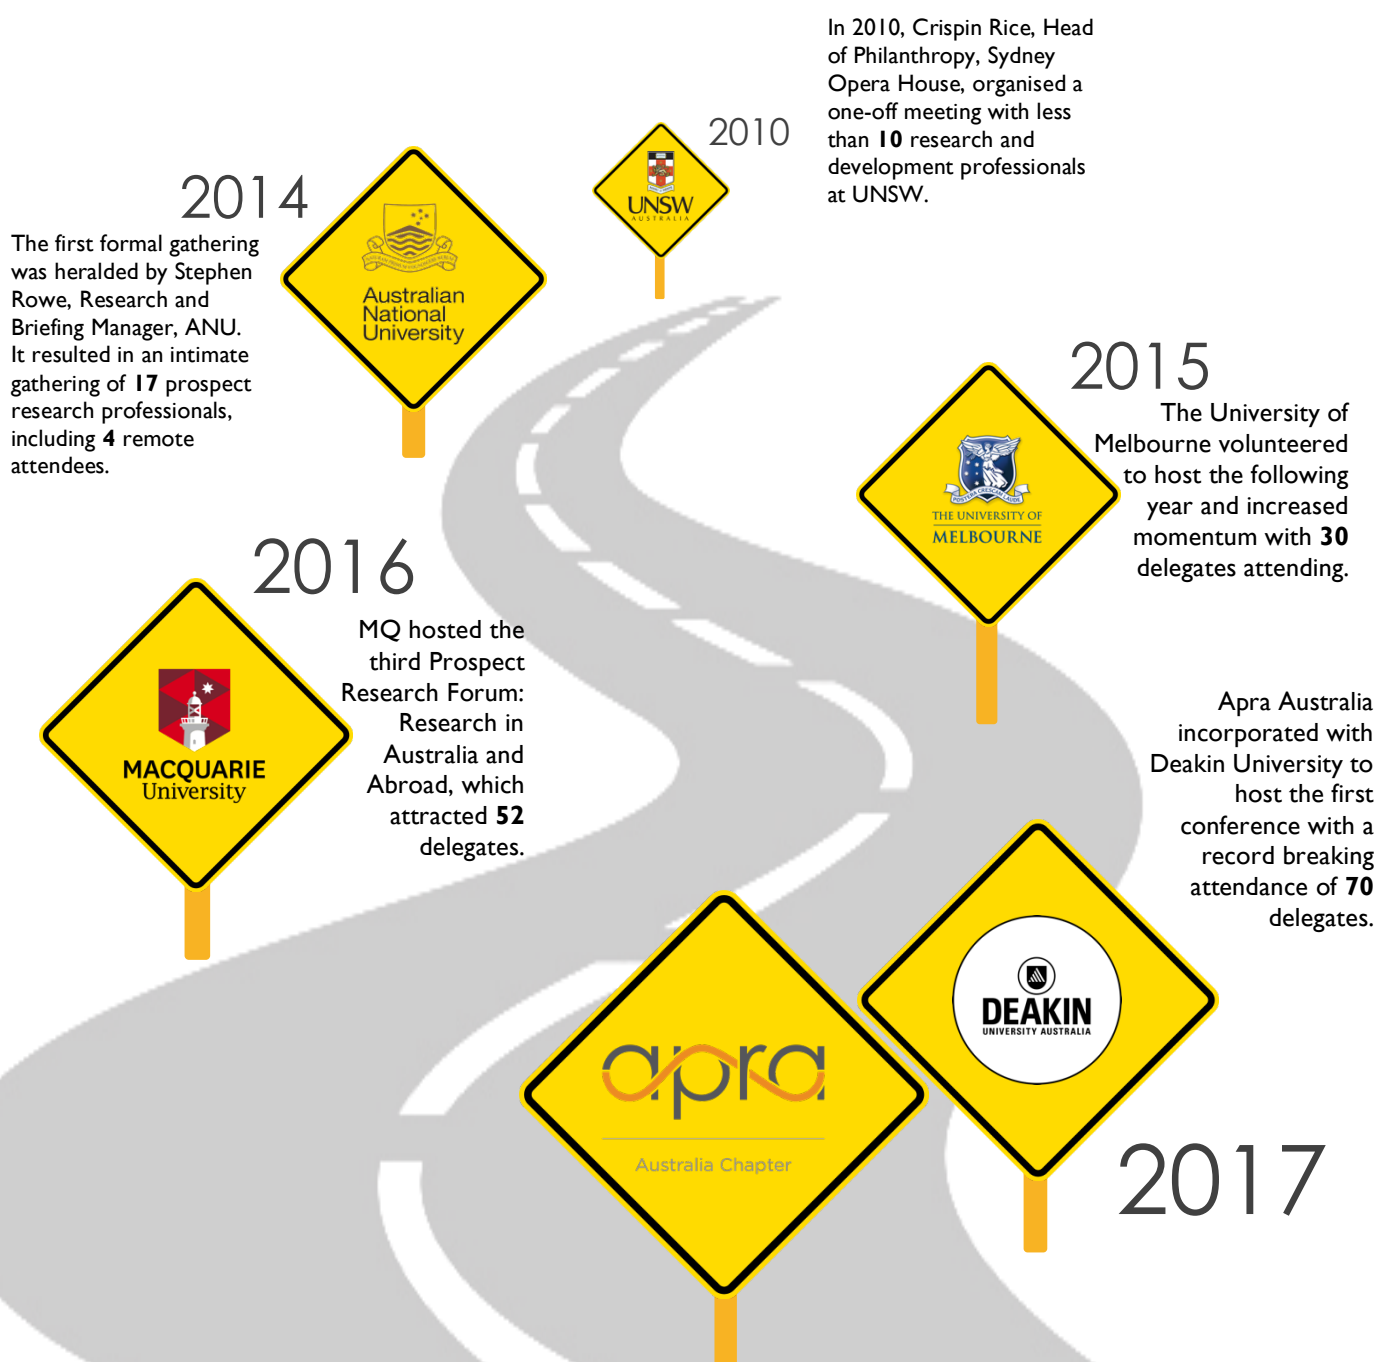 In 2010, Crispin Rice, Head
of Philanthropy, Sydney
Opera House, organised a
one-off meeting with less
than 10 research and
development professionals
at UNSW.
2010
UNSW
AUSTRALIA
2014
The first formal gathering
was heralded by Stephen
Rowe, Research and
Briefing Manager, ANU.
It resulted in an intimate
gathering of 17 prospect
research professionals,
including 4 remote
attendees.
Australian
National
University
2015
The University of
Melbourne volunteered
to host the following
year and increased
momentum with 30
delegates attending.
POSTERA CRESCAM LAUDE
THE UNIVERSITY OF
MELBOURNE
2016
MQ hosted the
third Prospect
Research Forum:
Research in
Australia and
Abroad, which
attracted 52
delegates.
MACQUARIE
University
Apra Australia
incorporated with
Deakin University to
host the first
conference with a
record breaking
attendance of 70
delegates.
DEAKIN
UNIVERSITY AUSTRALIA
apra
Australia Chapter
2017